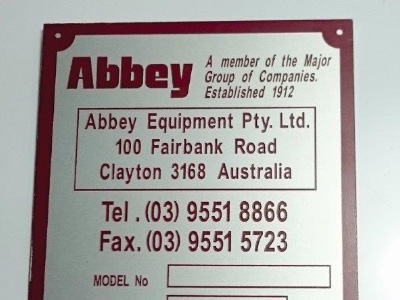 Abbey
A member of the Major
Group of Companies.
Established 1912
Abbey Equipment Pty. Ltd.
100 Fairbank Road
Clayton 3168 Australia
Tel . (03) 9551 8866
Fax. (03) 9551 5723
MODEL No